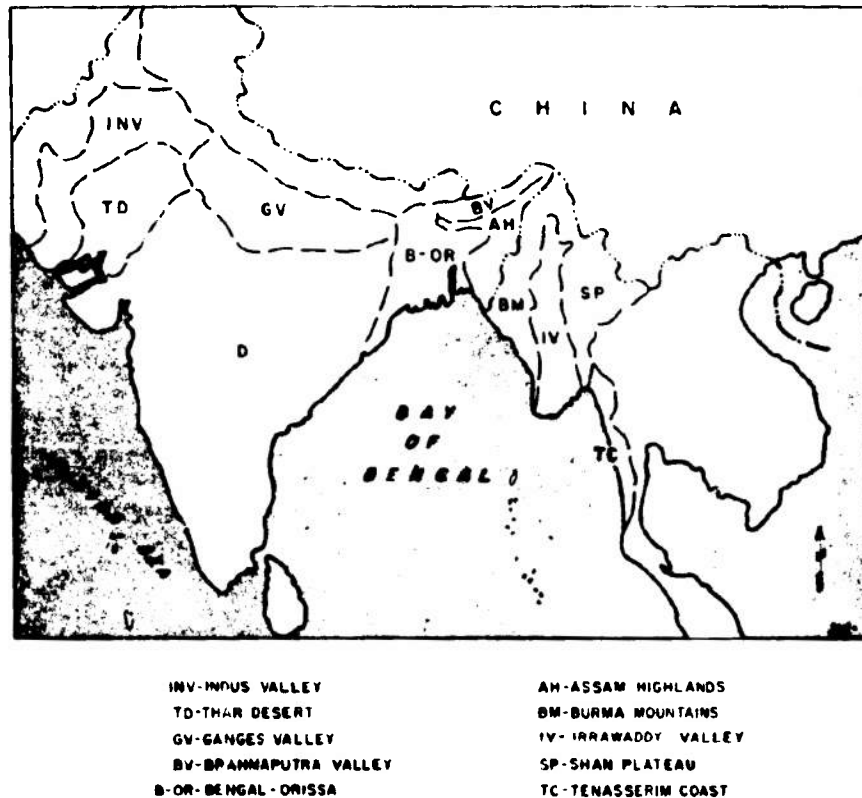 CHINA
INV
TD
GV
BV
AH
B-OR
BM
SP
IV
D
BAY
OF
BENGAL
TC
INV-INDUS VALLEY
TD-THAR DESERT
GV-GANGES VALLEY
BV-BRAHMAPUTRA VALLEY
B-OR-BENGAL-ORISSA
AH-ASSAM HIGHLANDS
BM-BURMA MOUNTAINS
IV-IRRAWADDY VALLEY
SP-SHAN PLATEAU
TC-TENASSERIM COAST